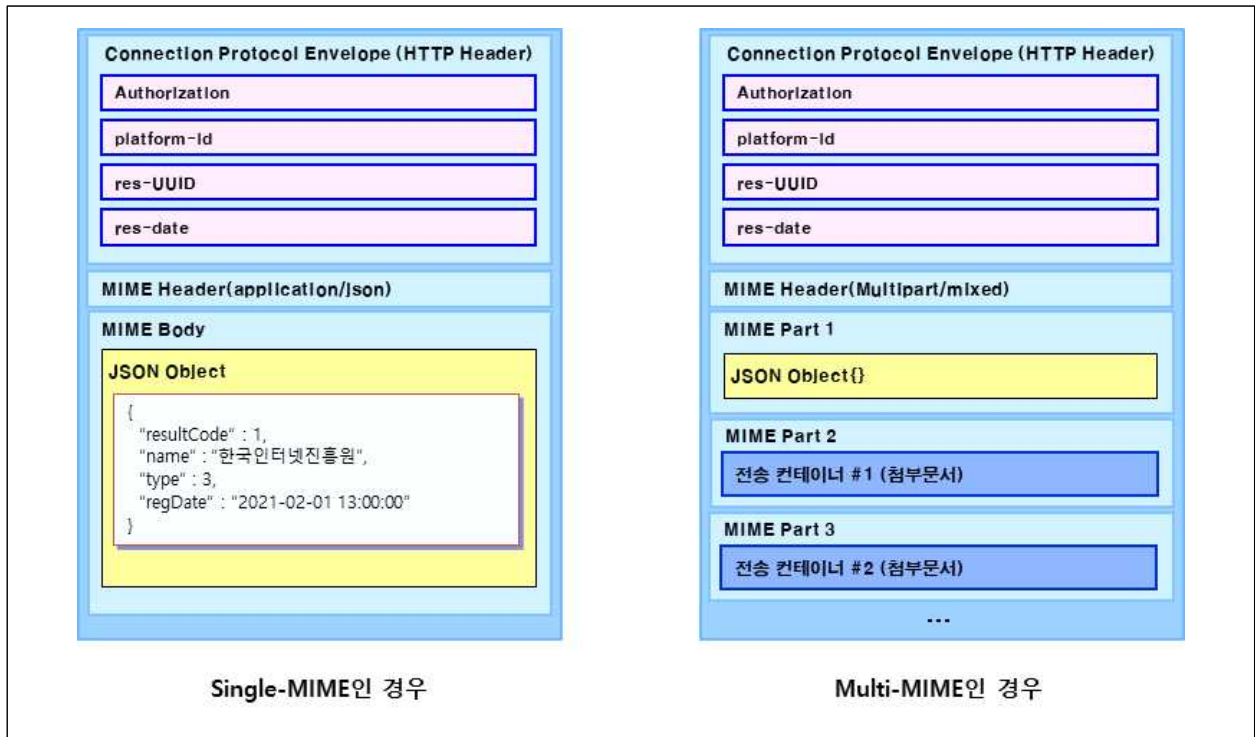 Connection Protocol Envelope (HTTP Header)
Authorization
platform-id
res-UUID
res-date
MIME Header(application/json)
MIME Body
JSON Object
{
"resultCode" : 1,
"name" : "한국인터넷진흥원",
"type" : 3,
"regDate" : "2021-02-01 13:00:00"
}
Single-MIME인 경우
Connection Protocol Envelope (HTTP Header)
Authorization
platform-id
res-UUID
res-date
MIME Header(Multipart/mixed)
MIME Part 1
JSON Object{}
MIME Part 2
전송 컨테이너 #1 (첨부문서)
MIME Part 3
전송 컨테이너 #2 (첨부문서)
...
Multi-MIME인 경우